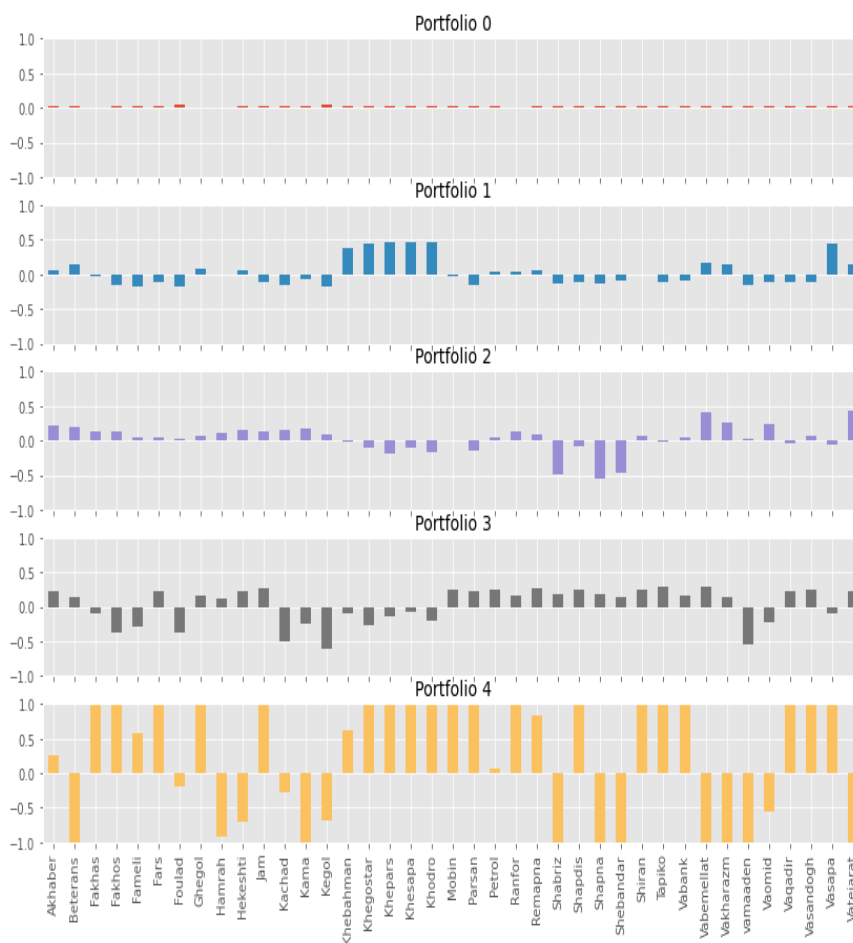 Portfolio 0
1.0
0.5
0.0
−0.5
−1.0
Portfolio 1
1.0
0.5
0.0
−0.5
−1.0
Portfolio 2
1.0
0.5
0.0
−0.5
−1.0
Portfolio 3
1.0
0.5
0.0
−0.5
−1.0
Portfolio 4
1.0
0.5
0.0
−0.5
−1.0
Akhaber
Beterans
Fakhas
Fakhos
Fameli
Fars
Foulad
Ghegol
Hamrah
Hekeshti
Jam
Kachad
Kama
Kegol
Khebahman
Khegostar
Khepars
Khesapa
Khodro
Mobin
Parsan
Petrol
Ranfor
Remapna
Shabriz
Shapdis
Shapna
Shebandar
Shiran
Tapiko
Vabank
Vabemellat
Vakharazm
vamaaden
Vaomid
Vaqadir
Vasandogh
Vasapa
Vatejarat